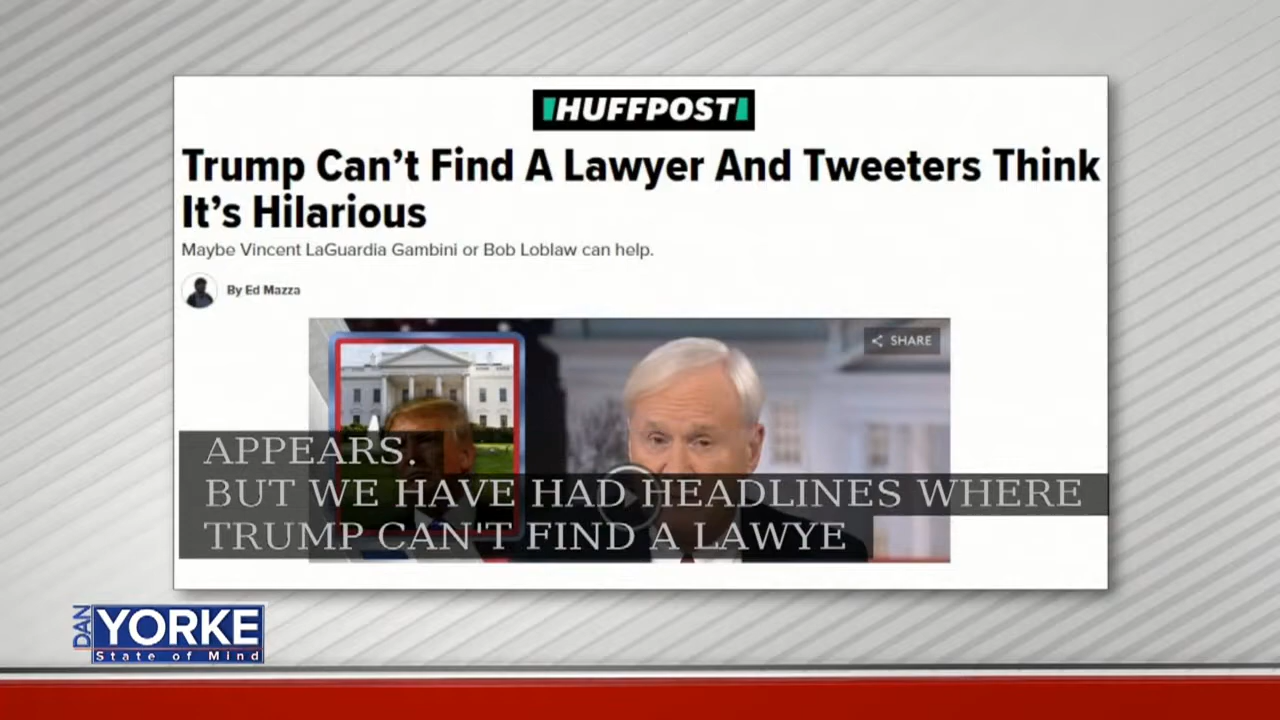 HUFFPOST
Trump Can't Find A Lawyer And Tweeters Think
It's Hilarious
Maybe Vincent LaGuardia Gambini or Bob Loblaw can help.
By Ed Mazza
SHARE
APPEARS.
BUT WE HAVE HAD HEADLINES WHERE
TRUMP CAN'T FIND A LAWYE
DAN
YORKE
State of Mind